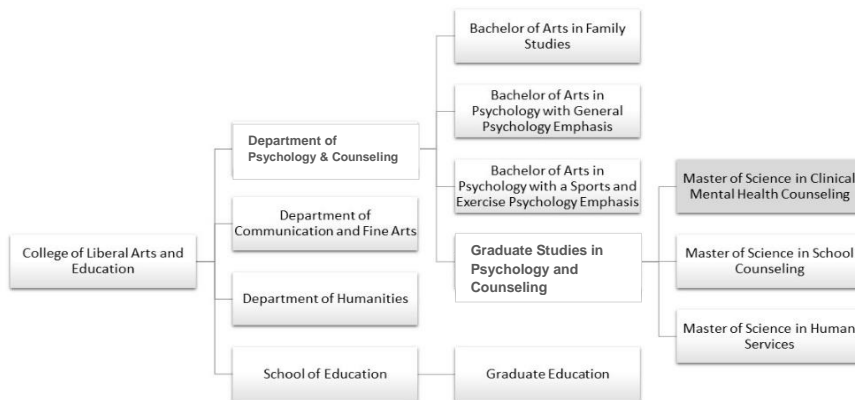 Bachelor of Arts in Family
Studies
Bachelor of Arts in
Psychology with General
Psychology Emphasis
Department of
Psychology & Counseling
Bachelor of Arts in
Psychology with a Sports and
Exercise Psychology Emphasis
Master of Science in Clinical
Mental Health Counseling
Department of
Communication and Fine Arts
College of Liberal Arts and
Education
Graduate Studies in
Psychology and
Counseling
Master of Science in School
Counseling
Department of Humanities
Master of Science in Human
Services
School of Education
Graduate Education